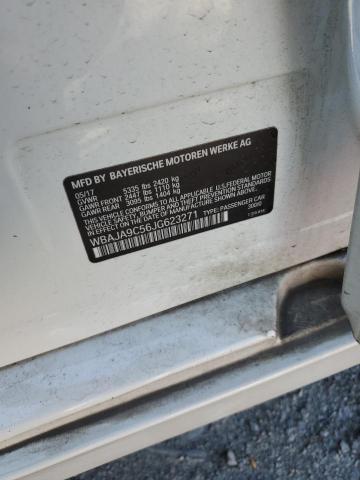 MFD. BY BAYERISCHE MOTOREN WERKE AG
05/17
GVWR 5335 lbs 2420 kg
GAWR FRONT 2447 lbs 1110 kg
GAWR REAR 3095 lbs 1404 kg
THIS VEHICLE CONFORMS TO ALL APPLICABLE U.S. FEDERAL MOTOR
VEHICLE SAFETY, BUMPER, AND THEFT PREVENTION STANDARDS
IN EFFECT ON THE DATE OF MANUFACTURE SHOWN ABOVE.
WBAJA9C56JG623271 TYPE: PASSENGER CAR